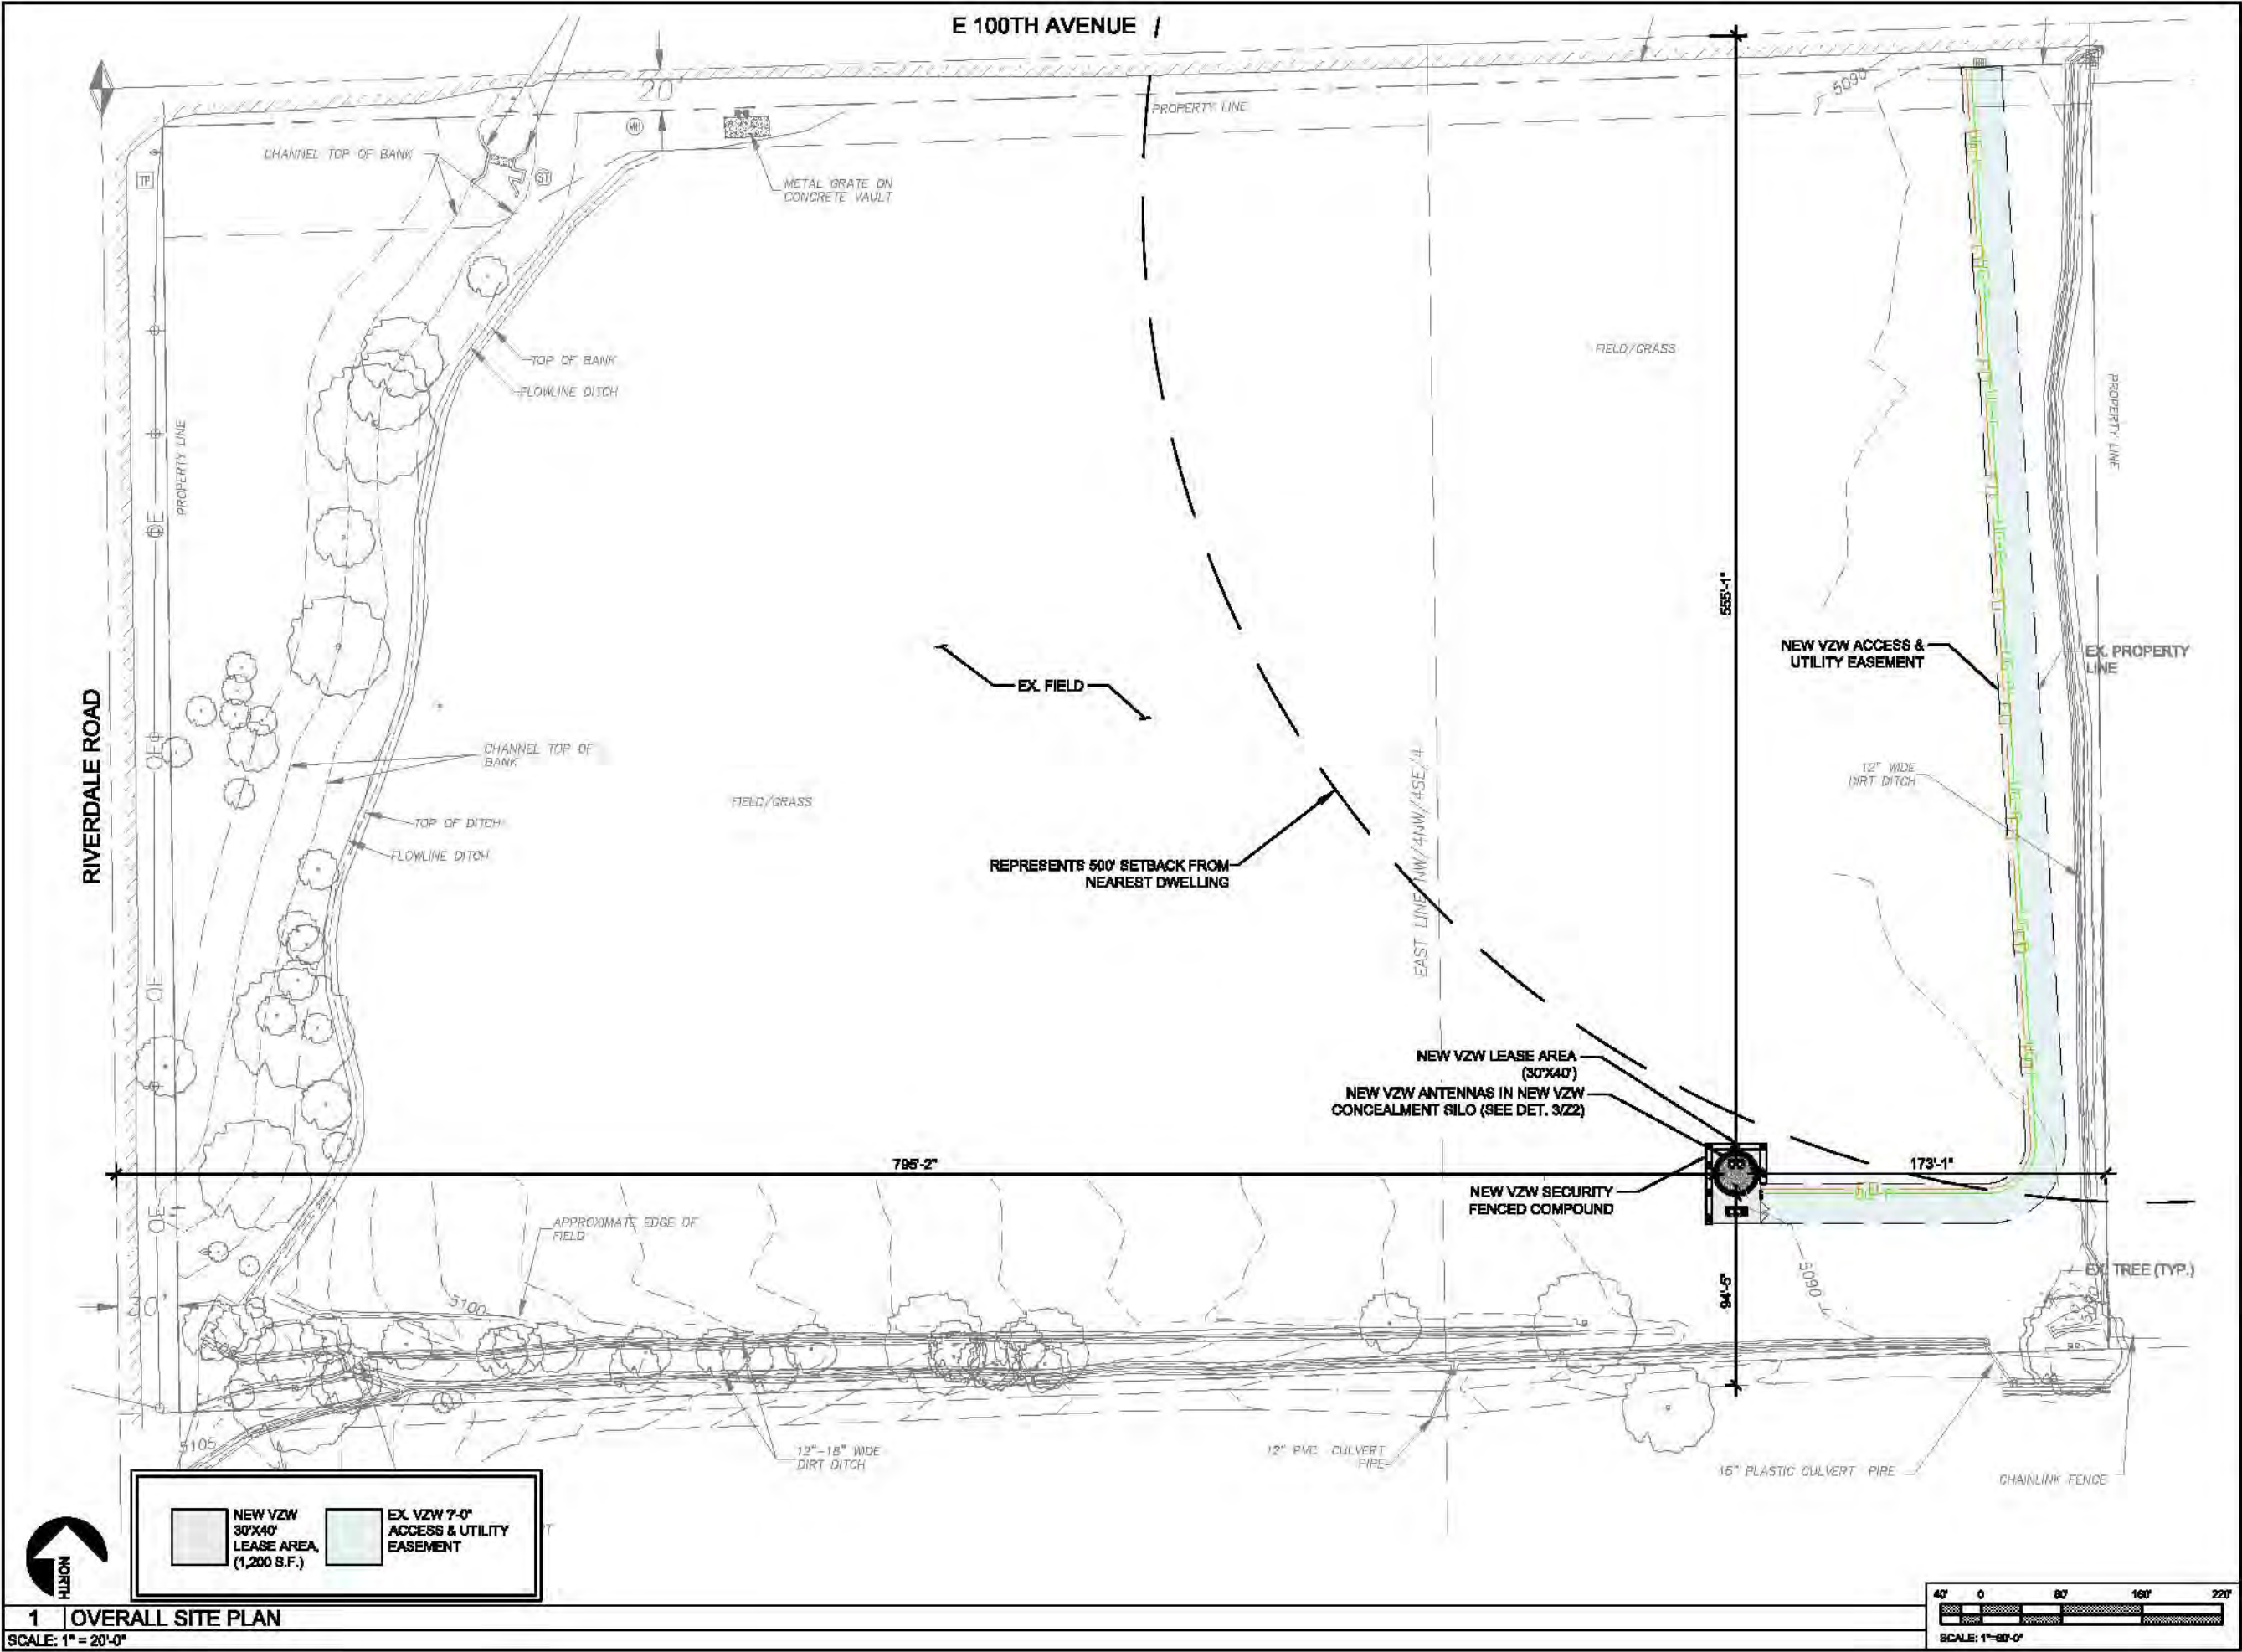 E 100TH AVENUE
20'
PROPERTY LINE
5090
CHANNEL TOP OF BANK
MH
TP
ST
METAL GRATE ON
CONCRETE VAULT
TOP OF BANK
FLOWLINE DITCH
FIELD/GRASS
PROPERTY LINE
PROPERTY LINE
OE
555'-1"
NEW VZW ACCESS &
UTILITY EASEMENT
EX. PROPERTY
LINE
EX. FIELD
RIVERDALE ROAD
CHANNEL TOP OF
BANK
OE
12" WIDE
DIRT DITCH
FIELD/GRASS
TOP OF DITCH
FLOWLINE DITCH
REPRESENTS 500' SETBACK FROM
NEAREST DWELLING
EAST LINE NW/4NW/4SE/4
OE
NEW VZW LEASE AREA
(30'X40')
NEW VZW ANTENNAS IN NEW VZW
CONCEALMENT SILO (SEE DET. 3/Z2)
795'-2"
173'-1"
NEW VZW SECURITY
FENCED COMPOUND
OE
APPROXIMATE EDGE OF
FIELD
5090
94'-5"
EX. TREE (TYP.)
30'
5100
5105
12"-18" WIDE
DIRT DITCH
12" PVC CULVERT
PIPE
15" PLASTIC CULVERT PIPE
CHAINLINK FENCE
NEW VZW
30'X40'
LEASE AREA,
(1,200 S.F.)
EX. VZW ?'-0"
ACCESS & UTILITY
EASEMENT
NORTH
1 OVERALL SITE PLAN
SCALE: 1" = 20'-0"
40' 0 80' 160' 220'
SCALE: 1"=80'-0"